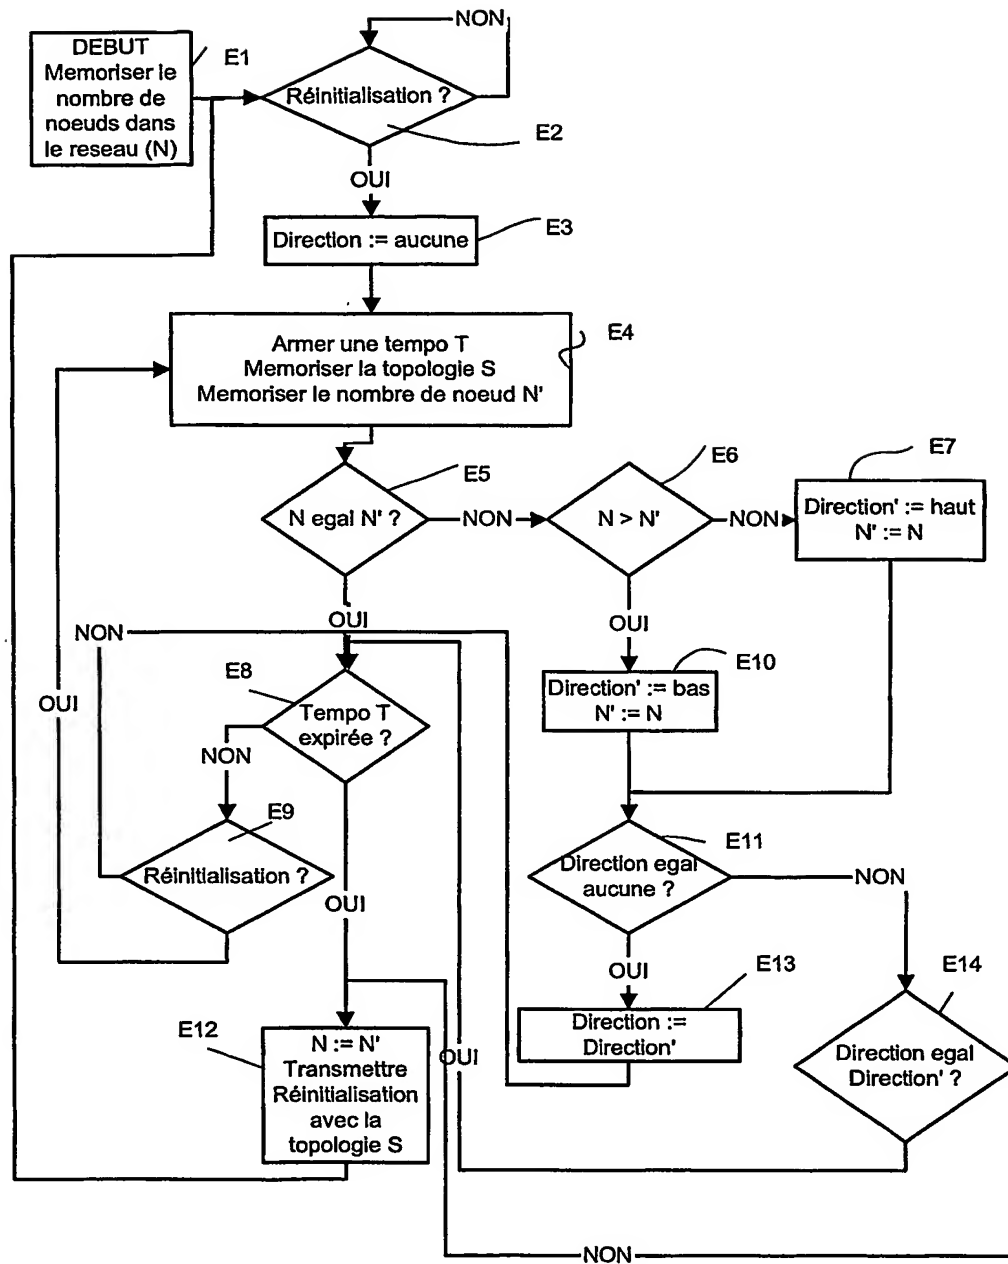 NON
DEBUT
Memoriser le
nombre de
noeuds dans
le reseau (N)
E1
Réinitialisation ?
E2
OUI
Direction := aucune
E3
Armer une tempo T
Memoriser la topologie S
Memoriser le nombre de noeud N'
E4
N egal N' ?
E5
NON
N > N'
E6
NON
Direction' := haut
N' := N
E7
OUI
NON
OUI
Direction' := bas
N' := N
E10
OUI
E8
Tempo T
expirée ?
NON
E9
Réinitialisation ?
OUI
Direction egal
aucune ?
E11
NON
OUI
E13
Direction :=
Direction'
E14
Direction egal
Direction' ?
E12
N := N'
Transmettre
Réinitialisation
avec la
topologie S
OUI
NON